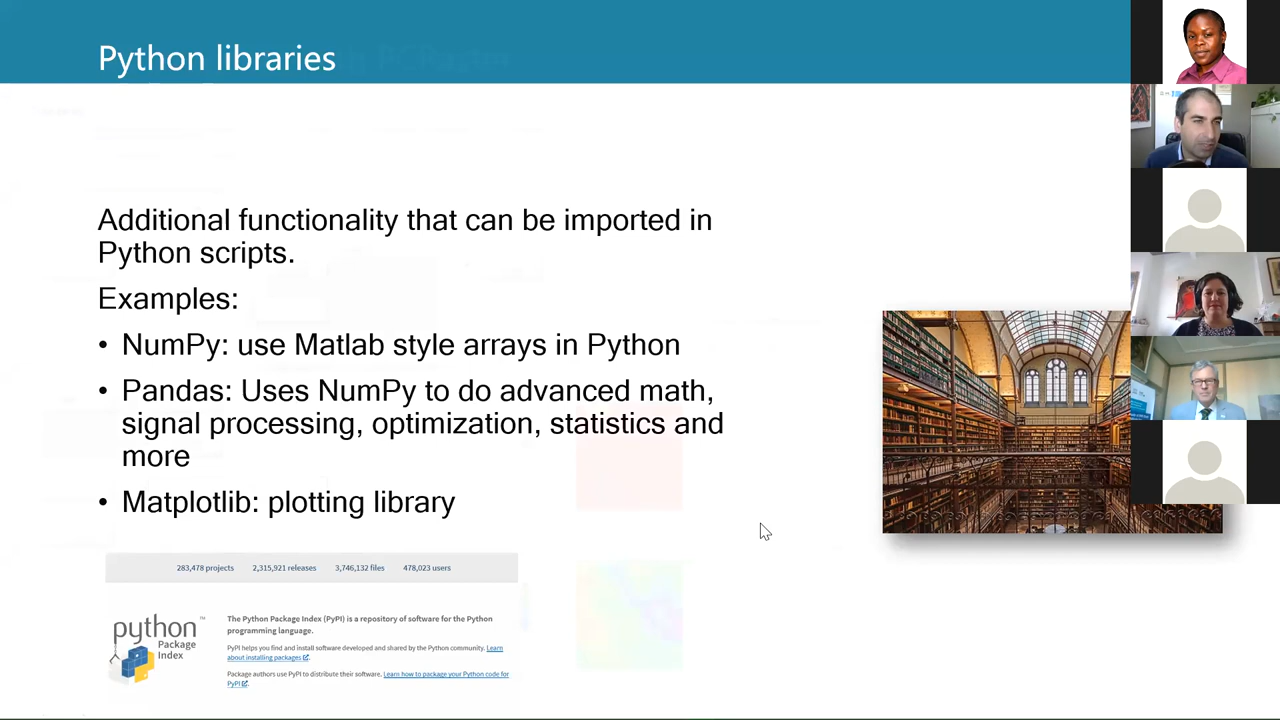 Python libraries
Additional functionality that can be imported in
Python scripts.
Examples:
• NumPy: use Matlab style arrays in Python
• Pandas: Uses NumPy to do advanced math,
signal processing, optimization, statistics and
more
• Matplotlib: plotting library
283,478 projects 2,315,921 releases 3,746,132 files 478,023 users
python™
Package
Index
The Python Package Index (PyPI) is a repository of software for the Python
programming language.
PyPI helps you find and install software developed and shared by the Python community. Learn
about installing packages.
Package authors use PyPI to distribute their software. Learn how to package your Python code for
PyPI.